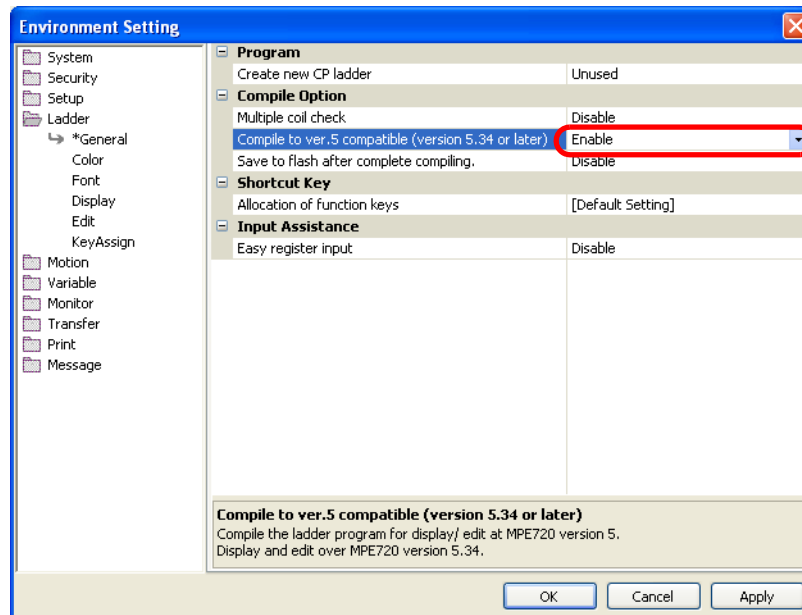 Environment Setting
System
Security
Setup
Ladder
*General
Color
Font
Display
Edit
KeyAssign
Motion
Variable
Monitor
Transfer
Print
Message
Program
Create new CP ladder Unused
Compile Option
Multiple coil check Disable
Compile to ver.5 compatible (version 5.34 or later) Enable
Save to flash after complete compiling. Disable
Shortcut Key
Allocation of function keys [Default Setting]
Input Assistance
Easy register input Disable
Compile to ver.5 compatible (version 5.34 or later)
Compile the ladder program for display/ edit at MPE720 version 5.
Display and edit over MPE720 version 5.34.
OK Cancel Apply